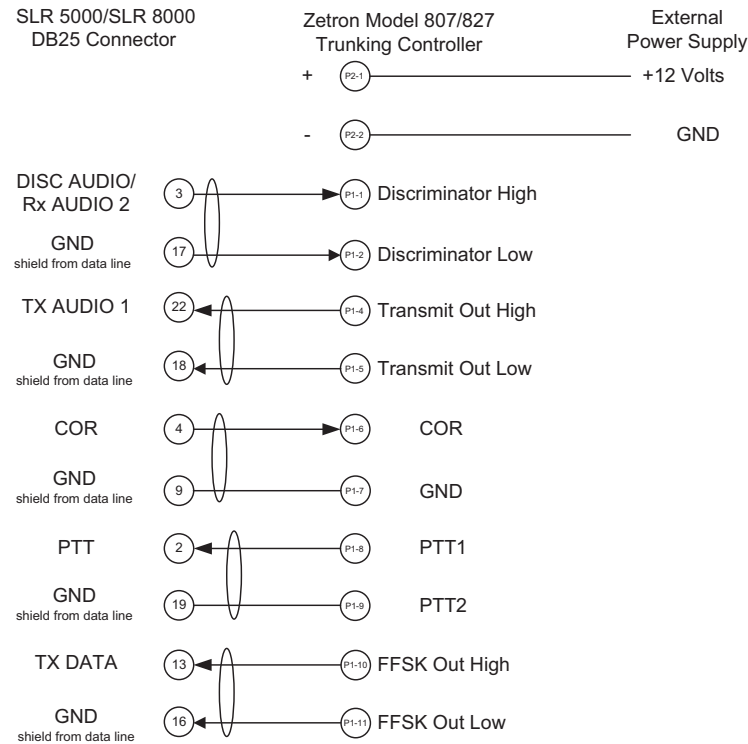 SLR 5000/SLR 8000
DB25 Connector
Zetron Model 807/827
Trunking Controller
External
Power Supply
+ P2-1 +12 Volts
- P2-2 GND
DISC AUDIO/
Rx AUDIO 2
3 P1-1 Discriminator High
GND
shield from data line
17 P1-2 Discriminator Low
TX AUDIO 1 22 P1-4 Transmit Out High
GND
shield from data line
18 P1-5 Transmit Out Low
COR 4 P1-6 COR
GND
shield from data line
9 P1-7 GND
PTT 2 P1-8 PTT1
GND
shield from data line
19 P1-9 PTT2
TX DATA 13 P1-10 FFSK Out High
GND
shield from data line
16 P1-11 FFSK Out Low